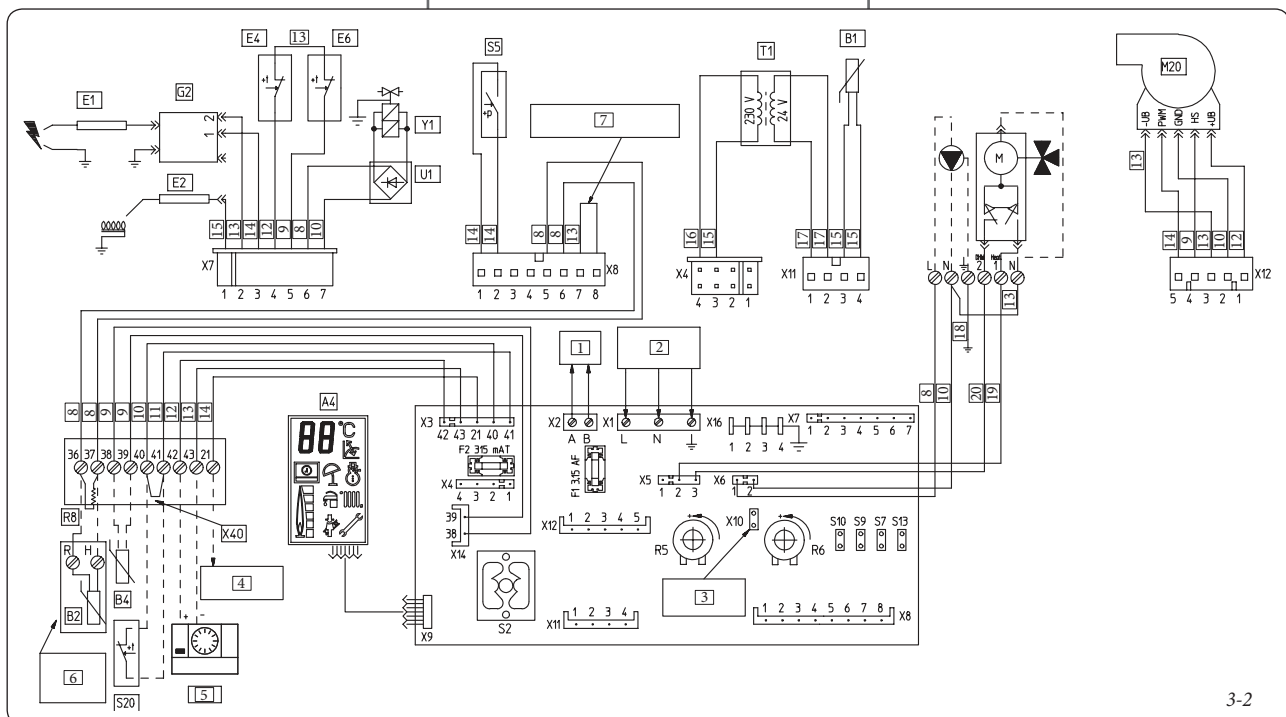 E4 13 E6
S5
T1
B1
M20
E1
G2
2
1
+t
+t
Y1
U1
+P
7
230 V
24 V
M
-UB
PWM
GND
HS
+UB
13
E2
15 13 14 12 9 8 10
14 14 8 8 13
16 15
17 17 15 15
14 9 13 10 12
X7
1 2 3 4 5 6 7
X8
1 2 3 4 5 6 7 8
X4
4 3 2 1
X11
1 2 3 4
L N 2 1 N
13
18
X12
5 4 3 2 1
8 10 20 19
8 8 9 9 10 11 12 13 14
36 37 38 39 40 41 42 43 21
R8
X40
R H
B2
B4
+t
S20
4
6
+ -
5
A4
88°C
1
2
X3
42 43 21 40 41
F2 315 mAT
X4
4 3 2 1
39
38
X14
X2
A B
X1
L N
F1 3.15 AF
X16
1 2 3 4
X7
1 2 3 4 5 6 7
X5
1 2 3
X6
1 2
X12
1 2 3 4 5
R5
+
X10
+
R6
S10 S9 S7 S13
3
S2
X11
1 2 3 4
1 2 3 4 5 6 7 8
X8
X9
3-2